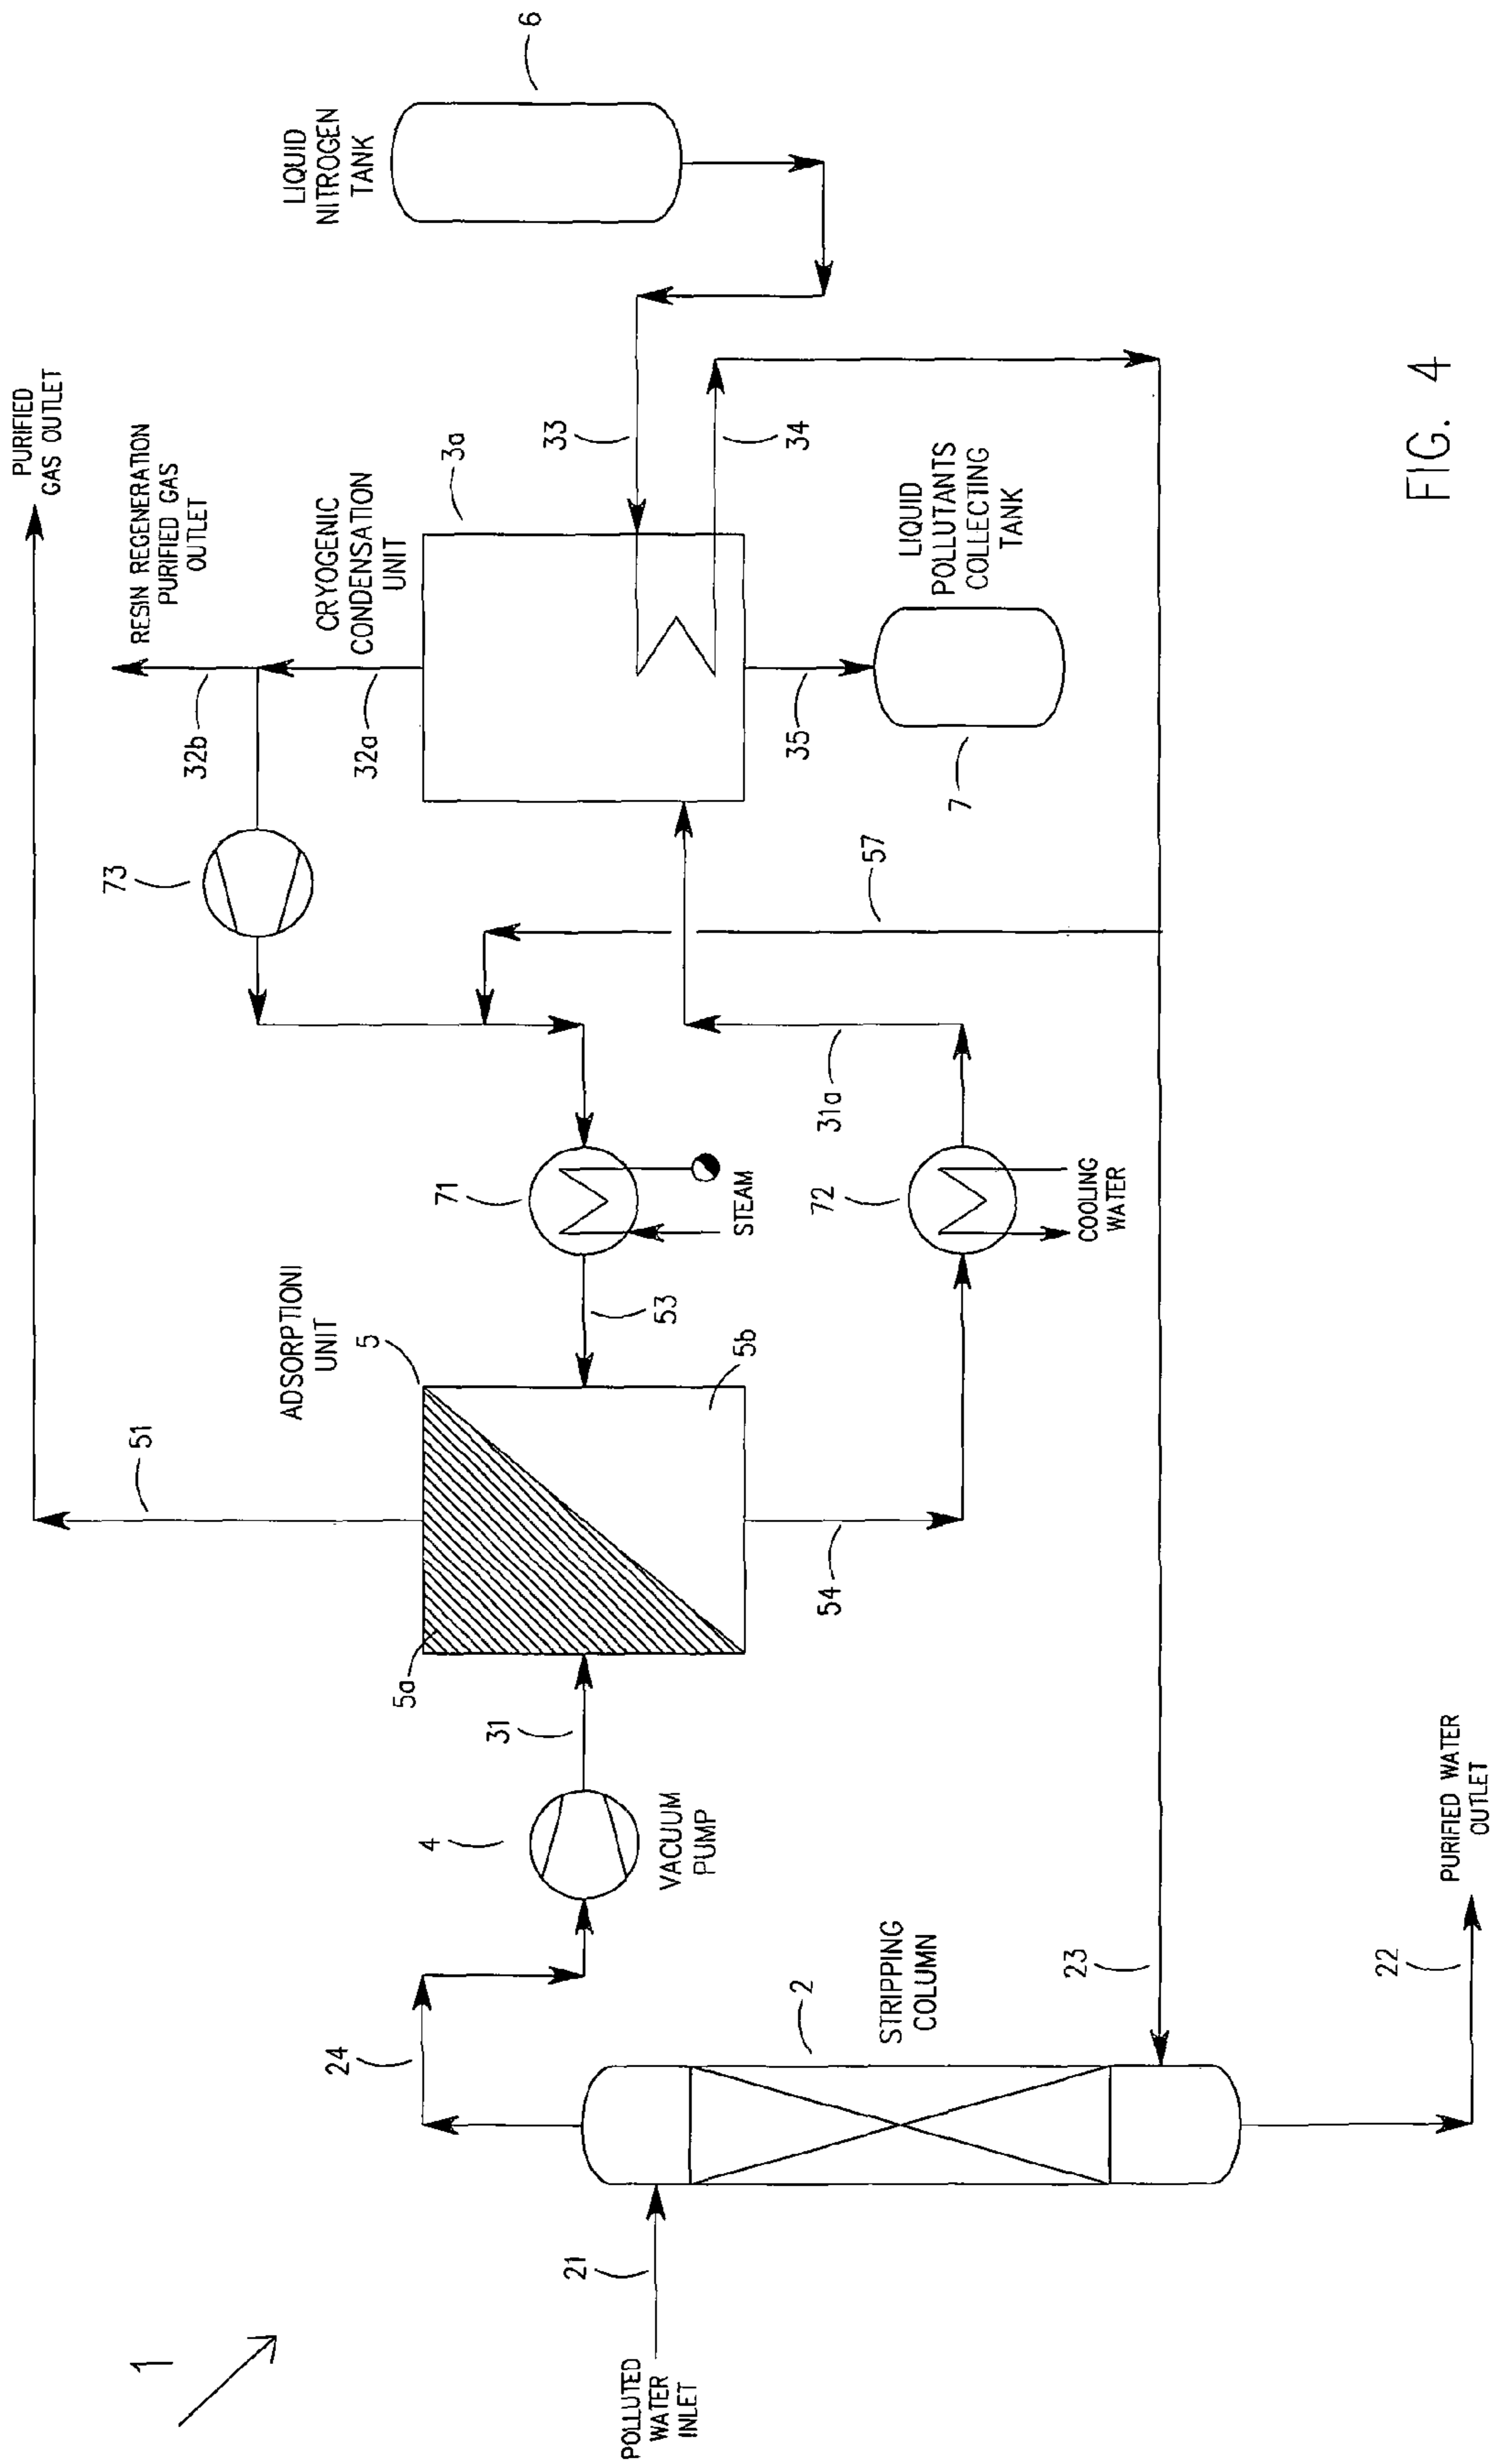 1
PURIFIED
GAS OUTLET
51
RESIN REGENERATION
PURIFIED GAS
OUTLET
32b
73
32a
CRYOGENIC
CONDENSATION
UNIT
3a
LIQUID
NITROGEN
TANK
6
33
34
ADSORPTIONI
UNIT
5
5a
5b
53
71
STEAM
57
31a
72
COOLING
WATER
54
35
LIQUID
POLLUTANTS
COLLECTING
TANK
7
24
4
VACUUM
PUMP
31
21
POLLUTED
WATER
INLET
2
STRIPPING
COLUMN
23
22
PURIFIED WATER
OUTLET
FIG. 4